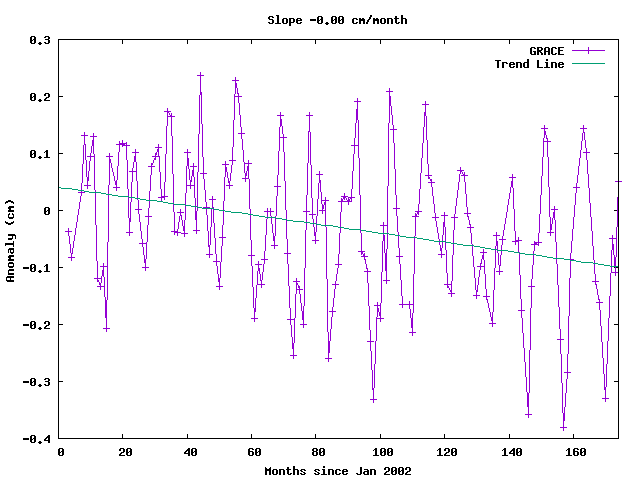 Slope -0.00 cm/month
GRACE
Trend Line
0.3
0.2
0.1
0
-0.1
-0.2
-0.3
-0.4
Anomaly (cm)
0 20 40 60 80 100 120 140 160
Months since Jan 2002